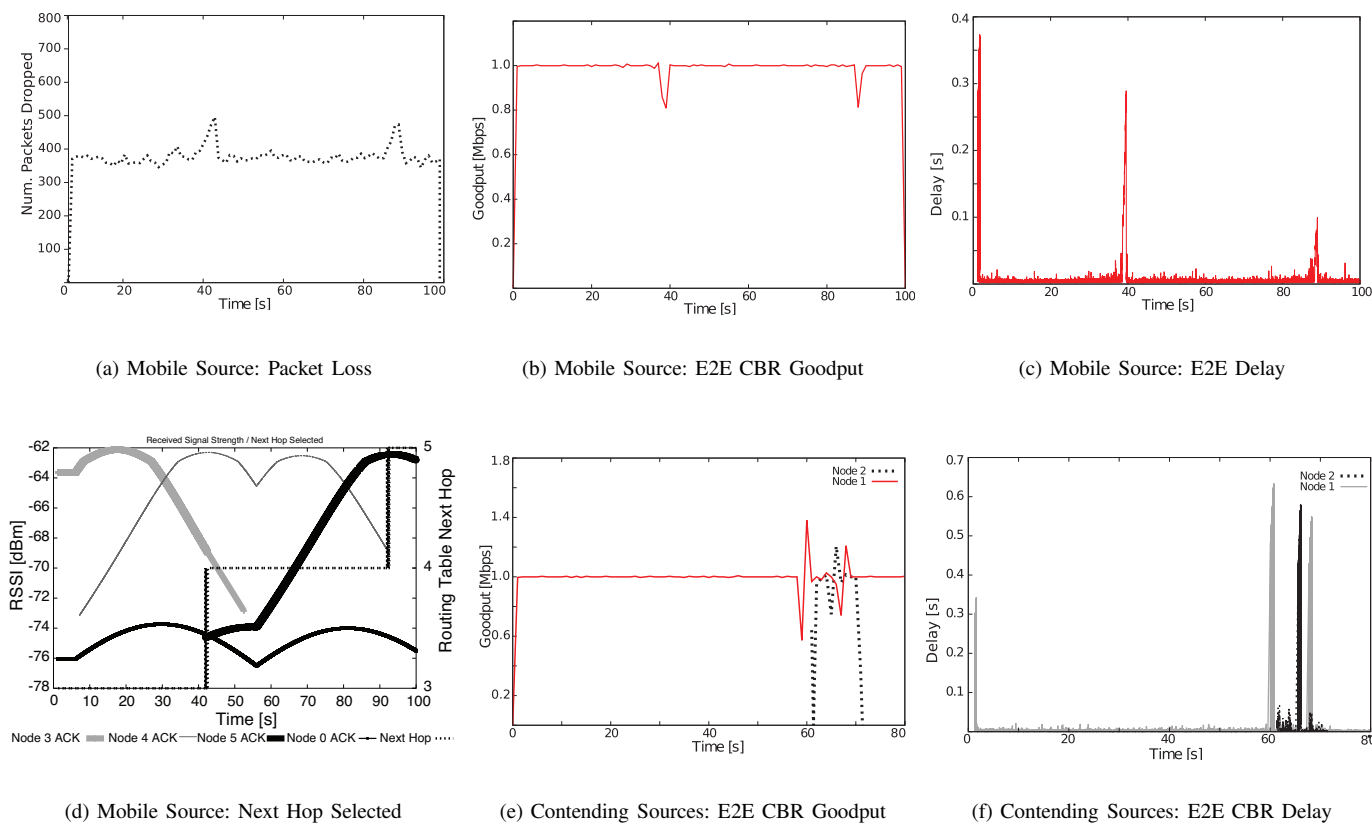 800
700
600
500
400
300
200
100
Num. Packets Dropped
0 20 40 60 80 100
Time [s]
1.2
1.0
0.8
0.6
0.4
0.2
Goodput [Mbps]
0 20 40 60 80 100
Time [s]
0.4
0.3
0.2
0.1
0
Delay [s]
0 20 40 60 80 100
Time [s]
(a) Mobile Source: Packet Loss
(b) Mobile Source: E2E CBR Goodput
(c) Mobile Source: E2E Delay
Received Signal Strength / Next Hop Selected
-62
-64
-66
-68
-70
-72
-74
-76
-78
RSSI [dBm]
5
4
3
Routing Table Next Hop
0 10 20 30 40 50 60 70 80 90 100
Time [s]
Node 3 ACK Node 4 ACK Node 5 ACK Node 0 ACK Next Hop
1.8
1.4
1.0
0.6
0.2
Goodput [Mbps]
Node 2
Node 1
0 20 40 60 80
Time [s]
0.7
0.6
0.5
0.4
0.3
0.2
0.1
Delay [s]
Node 2
Node 1
0 20 40 60 80
Time [s]
(d) Mobile Source: Next Hop Selected
(e) Contending Sources: E2E CBR Goodput
(f) Contending Sources: E2E CBR Delay